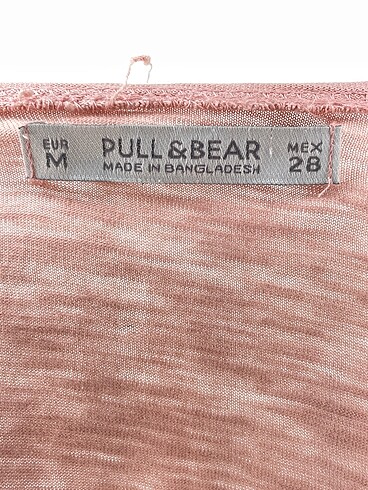 EUR M
PULL&BEAR
MADE IN BANGLADESH
MEX 28